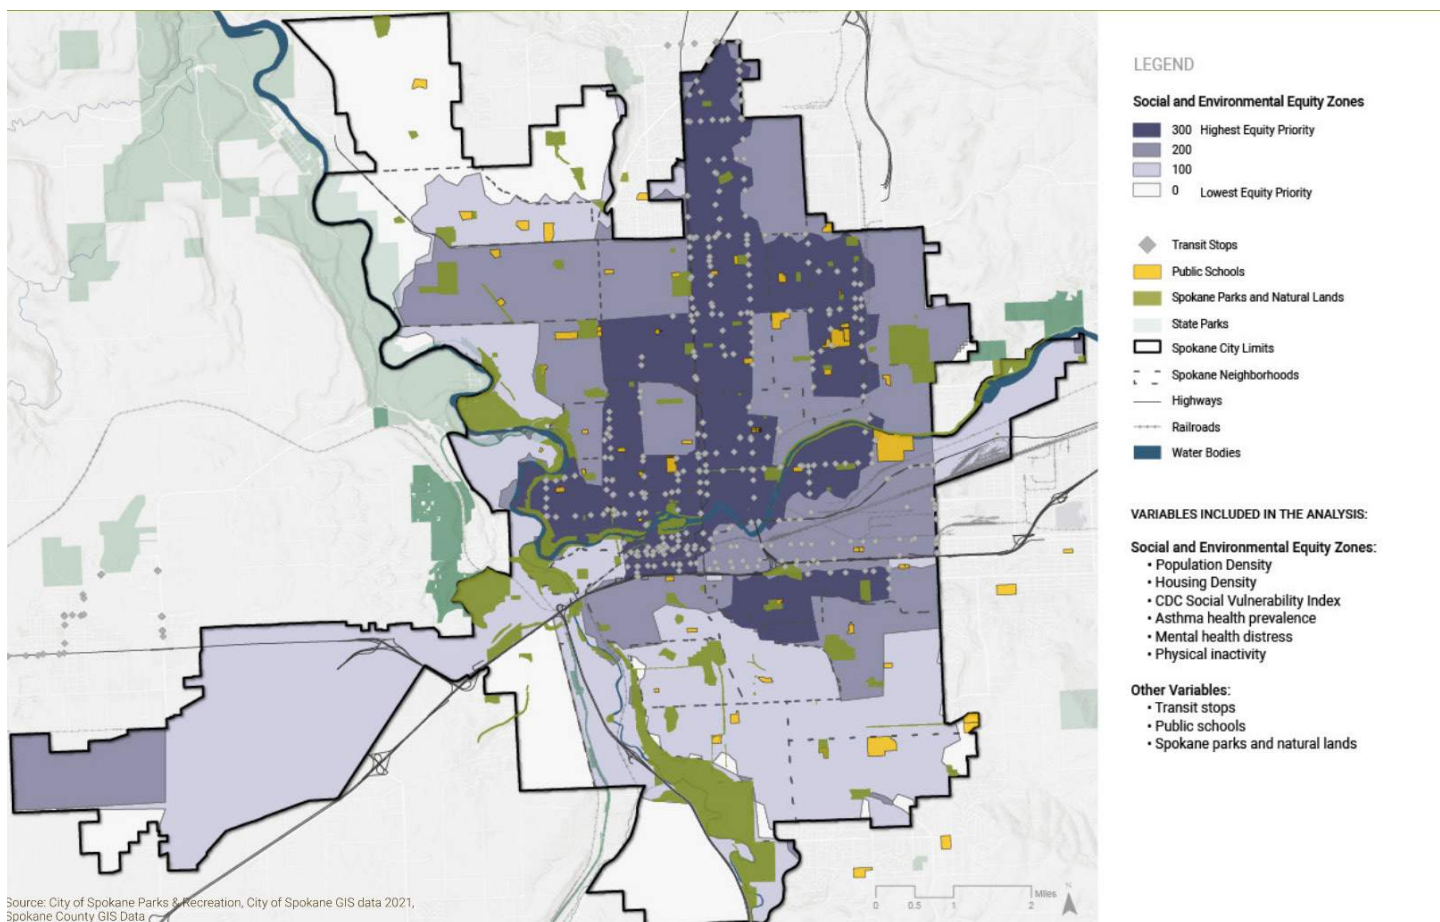 LEGEND
Social and Environmental Equity Zones
300 Highest Equity Priority
200
100
0 Lowest Equity Priority
Transit Stops
Public Schools
Spokane Parks and Natural Lands
State Parks
Spokane City Limits
Spokane Neighborhoods
Highways
Railroads
Water Bodies
VARIABLES INCLUDED IN THE ANALYSIS:
Social and Environmental Equity Zones:
• Population Density
• Housing Density
• CDC Social Vulnerability Index
• Asthma health prevalence
• Mental health distress
• Physical inactivity
Other Variables:
• Transit stops
• Public schools
• Spokane parks and natural lands
Miles
0 0.5 1 2
N
Source: City of Spokane Parks & Recreation, City of Spokane GIS data 2021,
Spokane County GIS Data